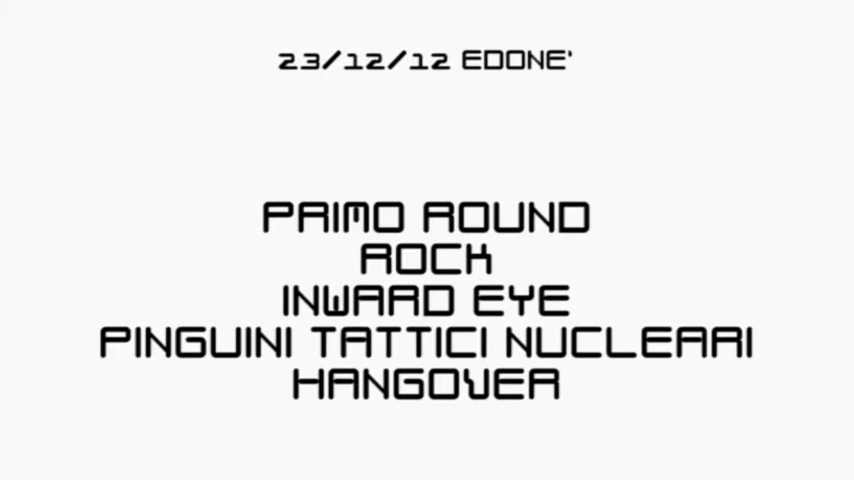 23/12/12 EDONE'
PRIMO ROUND
ROCK
INWARD EYE
PINGUINI TATTICI NUCLEARI
HANGOVER